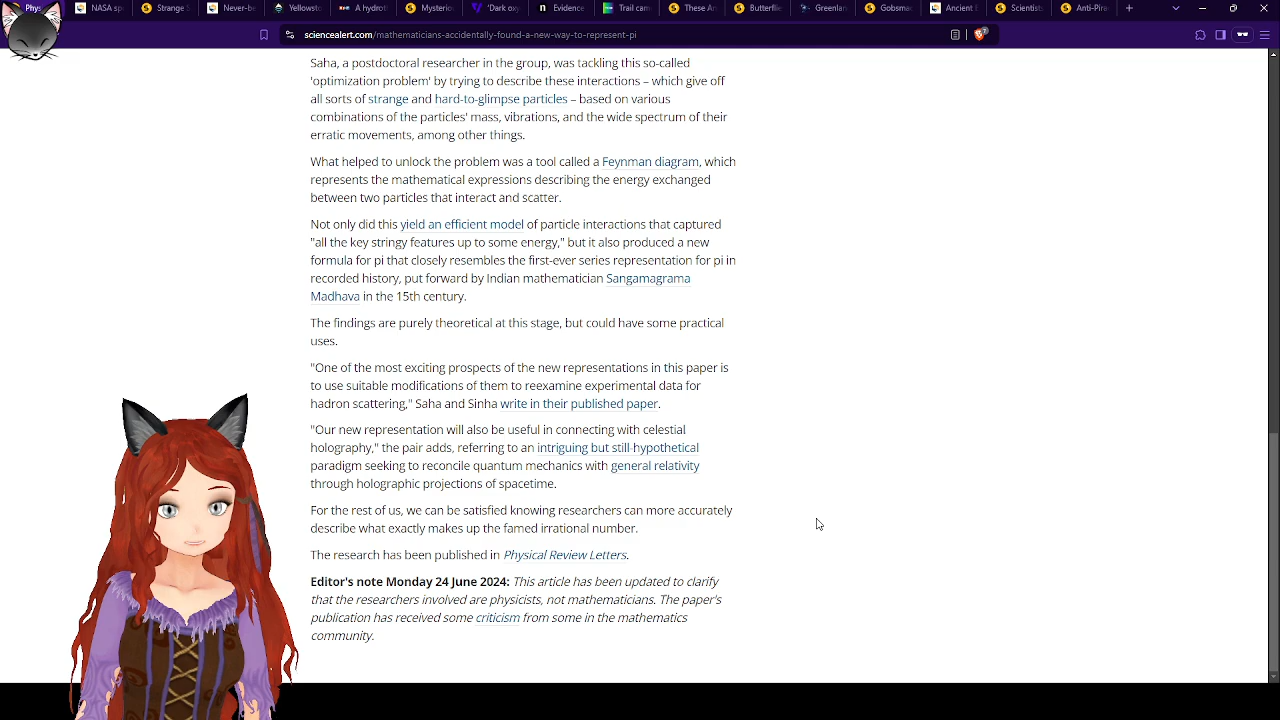 Phys
NASA sp
Strange S
Never-be
Yellowsto
A hydroth
Mysteriou
'Dark oxy
Evidence
Trail cam
These An
Butterflie
Greenlan
Gobsmac
Ancient E
Scientists
Anti-Pira
sciencealert.com/mathematicians-accidentally-found-a-new-way-to-represent-pi
Saha, a postdoctoral researcher in the group, was tackling this so-called
'optimization problem' by trying to describe these interactions – which give off
all sorts of strange and hard-to-glimpse particles – based on various
combinations of the particles' mass, vibrations, and the wide spectrum of their
erratic movements, among other things.
What helped to unlock the problem was a tool called a Feynman diagram, which
represents the mathematical expressions describing the energy exchanged
between two particles that interact and scatter.
Not only did this yield an efficient model of particle interactions that captured
"all the key stringy features up to some energy," but it also produced a new
formula for pi that closely resembles the first-ever series representation for pi in
recorded history, put forward by Indian mathematician Sangamagrama
Madhava in the 15th century.
The findings are purely theoretical at this stage, but could have some practical
uses.
"One of the most exciting prospects of the new representations in this paper is
to use suitable modifications of them to reexamine experimental data for
hadron scattering," Saha and Sinha write in their published paper.
"Our new representation will also be useful in connecting with celestial
holography," the pair adds, referring to an intriguing but still-hypothetical
paradigm seeking to reconcile quantum mechanics with general relativity
through holographic projections of spacetime.
For the rest of us, we can be satisfied knowing researchers can more accurately
describe what exactly makes up the famed irrational number.
The research has been published in Physical Review Letters.
Editor's note Monday 24 June 2024: This article has been updated to clarify
that the researchers involved are physicists, not mathematicians. The paper's
publication has received some criticism from some in the mathematics
community.